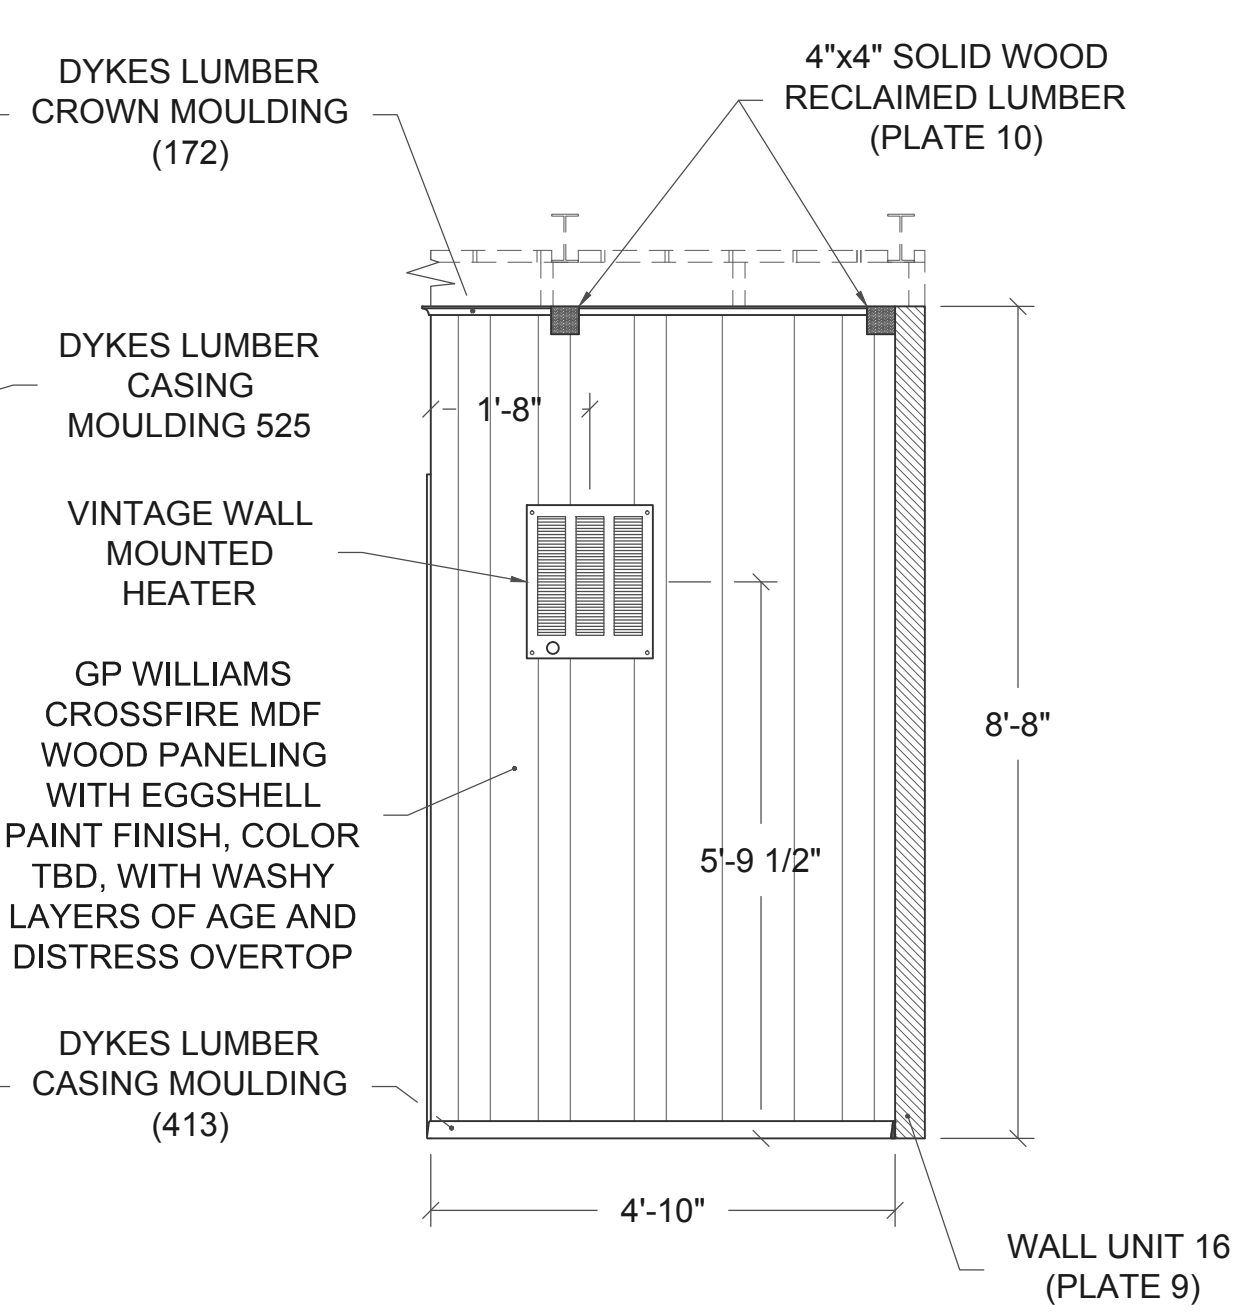 DYKES LUMBER
CROWN MOULDING
(172)
4"x4" SOLID WOOD
RECLAIMED LUMBER
(PLATE 10)
DYKES LUMBER
CASING
MOULDING 525
1'-8"
VINTAGE WALL
MOUNTED
HEATER
GP WILLIAMS
CROSSFIRE MDF
WOOD PANELING
WITH EGGSHELL
PAINT FINISH, COLOR
TBD, WITH WASHY
LAYERS OF AGE AND
DISTRESS OVERTOP
8'-8"
5'-9 1/2"
DYKES LUMBER
CASING MOULDING
(413)
4'-10"
WALL UNIT 16
(PLATE 9)